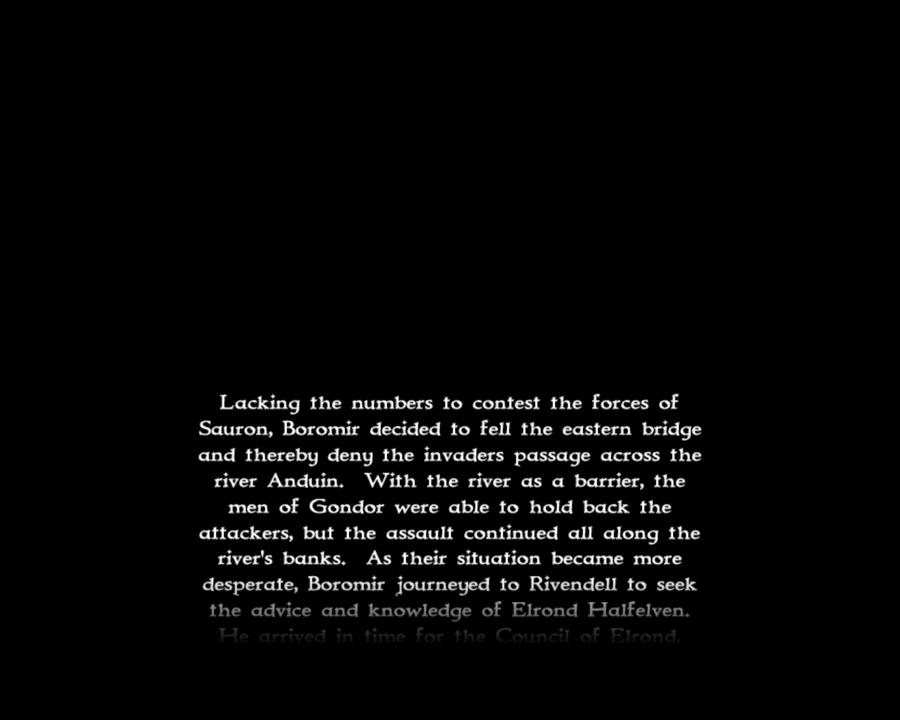 Lacking the numbers to contest the forces of
Sauron, Boromir decided to fell the eastern bridge
and thereby deny the invaders passage across the
river Anduin.  With the river as a barrier, the
men of Gondor were able to hold back the
attackers, but the assault continued all along the
river's banks.  As their situation became more
desperate, Boromir journeyed to Rivendell to seek
the advice and knowledge of Elrond Halfelven.
He arrived in time for the Council of Elrond,